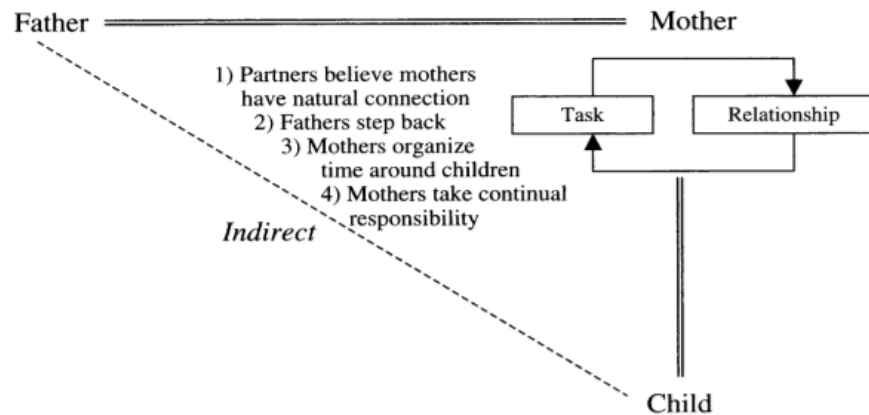 Father
Mother
1) Partners believe mothers
have natural connection
2) Fathers step back
3) Mothers organize
time around children
4) Mothers take continual
responsibility
Task
Relationship
Indirect
Child